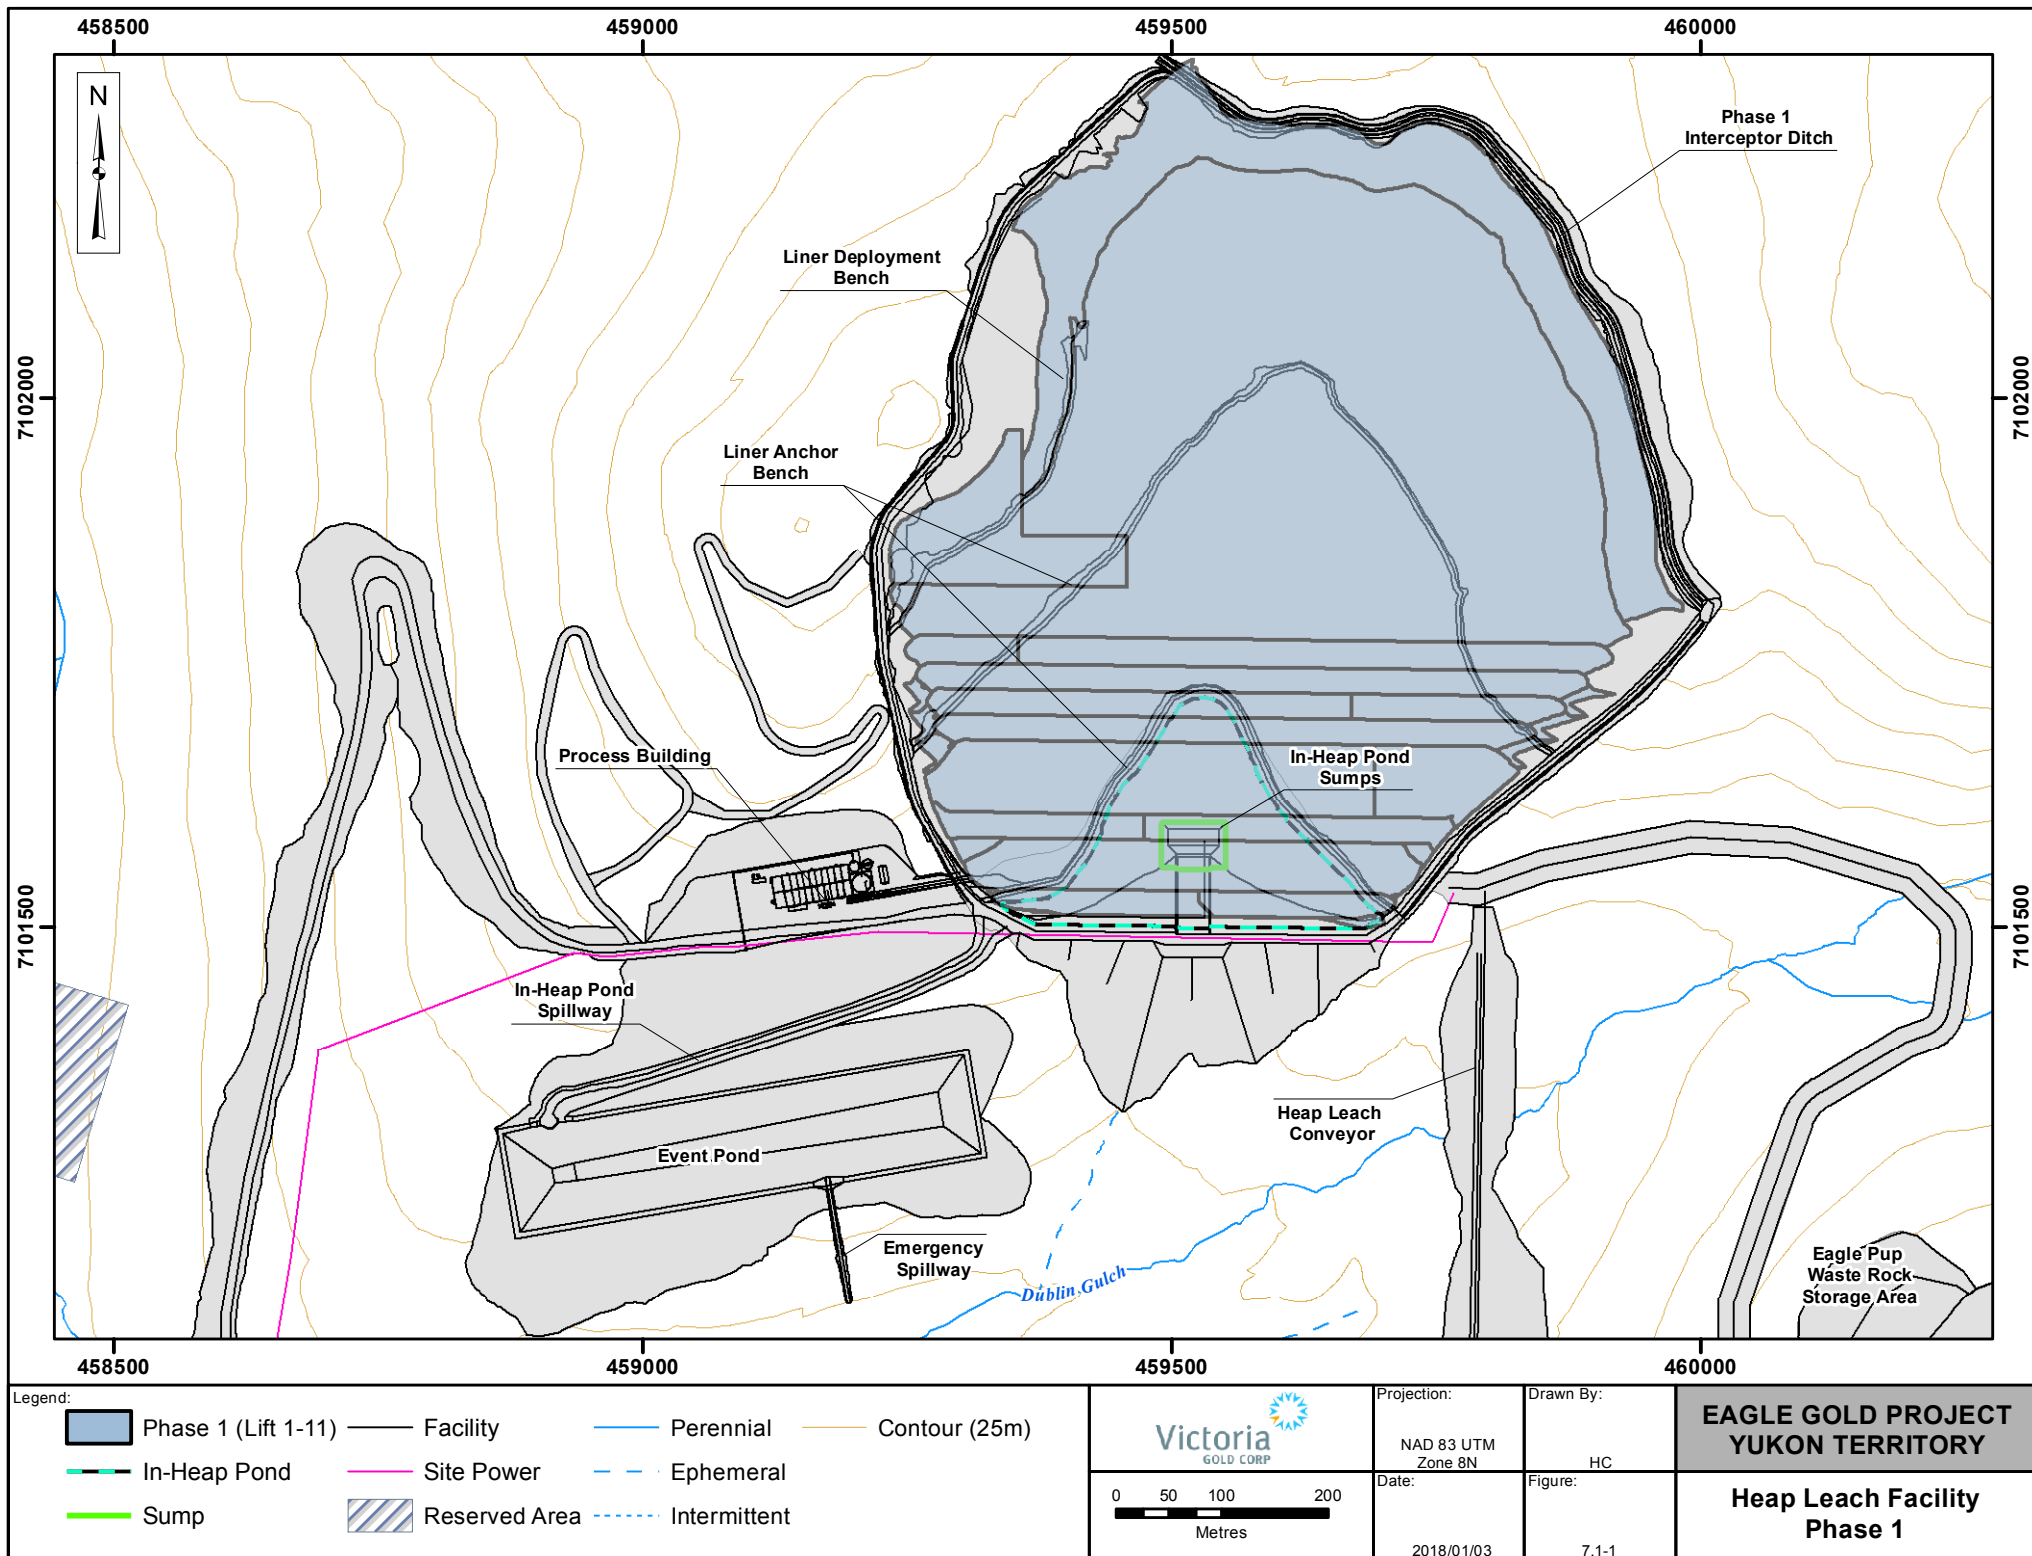 458500
459000
459500
460000
N
Phase 1
Interceptor Ditch
Liner Deployment
Bench
7102000
7102000
Liner Anchor
Bench
Process Building
In-Heap Pond
Sumps
7101500
7101500
In-Heap Pond
Spillway
Heap Leach
Conveyor
Event Pond
Emergency
Spillway
Dublin Gulch
Eagle Pup
Waste Rock
Storage Area
458500
459000
459500
460000
Legend:
Phase 1 (Lift 1-11)
Facility
Perennial
Contour (25m)
In-Heap Pond
Site Power
Ephemeral
Sump
Reserved Area
Intermittent
Victoria
GOLD CORP
0 50 100 200
Metres
Projection:
NAD 83 UTM
Zone 8N
Drawn By:
HC
Date:
2018/01/03
Figure:
7.1-1
EAGLE GOLD PROJECT
YUKON TERRITORY
Heap Leach Facility
Phase 1